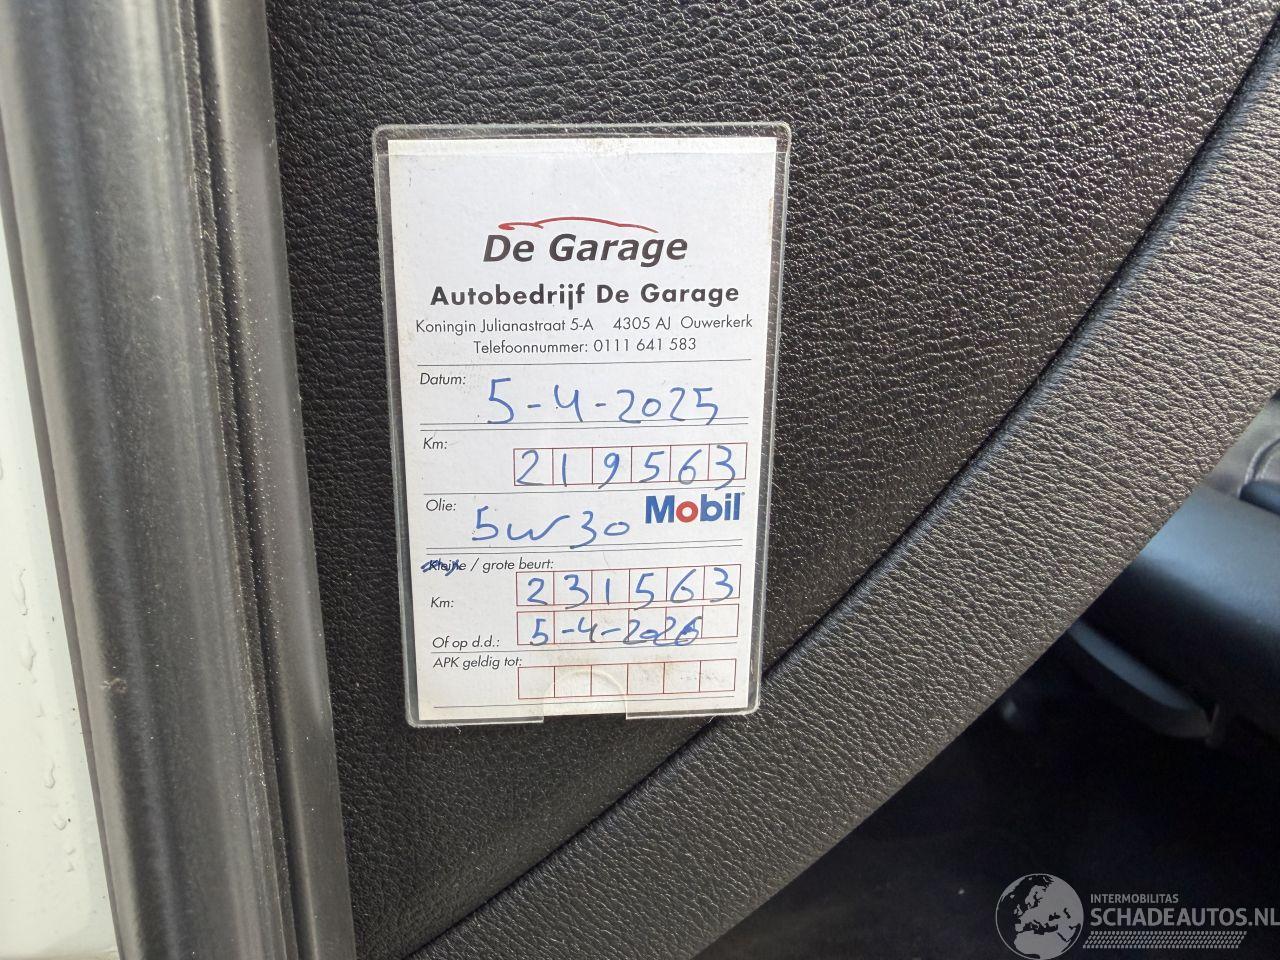 De Garage
Autobedrijf De Garage
Koningin Julianastraat 5-A 4305 AJ Ouwerkerk
Telefoonnummer: 0111 641 583
Datum: 5-4-2025
Km: 219563
Olie: 5w30 Mobil
Kleine / grote beurt:
Km: 231563
Of op d.d.: 5-4-2026
APK geldig tot:
INTERMOBILITAS
SCHADEAUTOS.NL